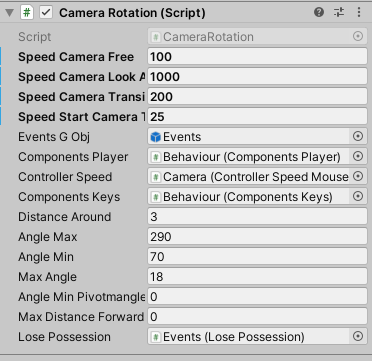 Camera Rotation (Script)
Script CameraRotation
Speed Camera Free 100
Speed Camera Look A 1000
Speed Camera Transi 200
Speed Start Camera T 25
Events G Obj Events
Components Player Behaviour (Components Player)
Controller Speed Camera (Controller Speed Mouse
Components Keys Behaviour (Components Keys)
Distance Around 3
Angle Max 290
Angle Min 70
Max Angle 18
Angle Min Pivotmangle 0
Max Distance Forward 0
Lose Possession Events (Lose Possession)